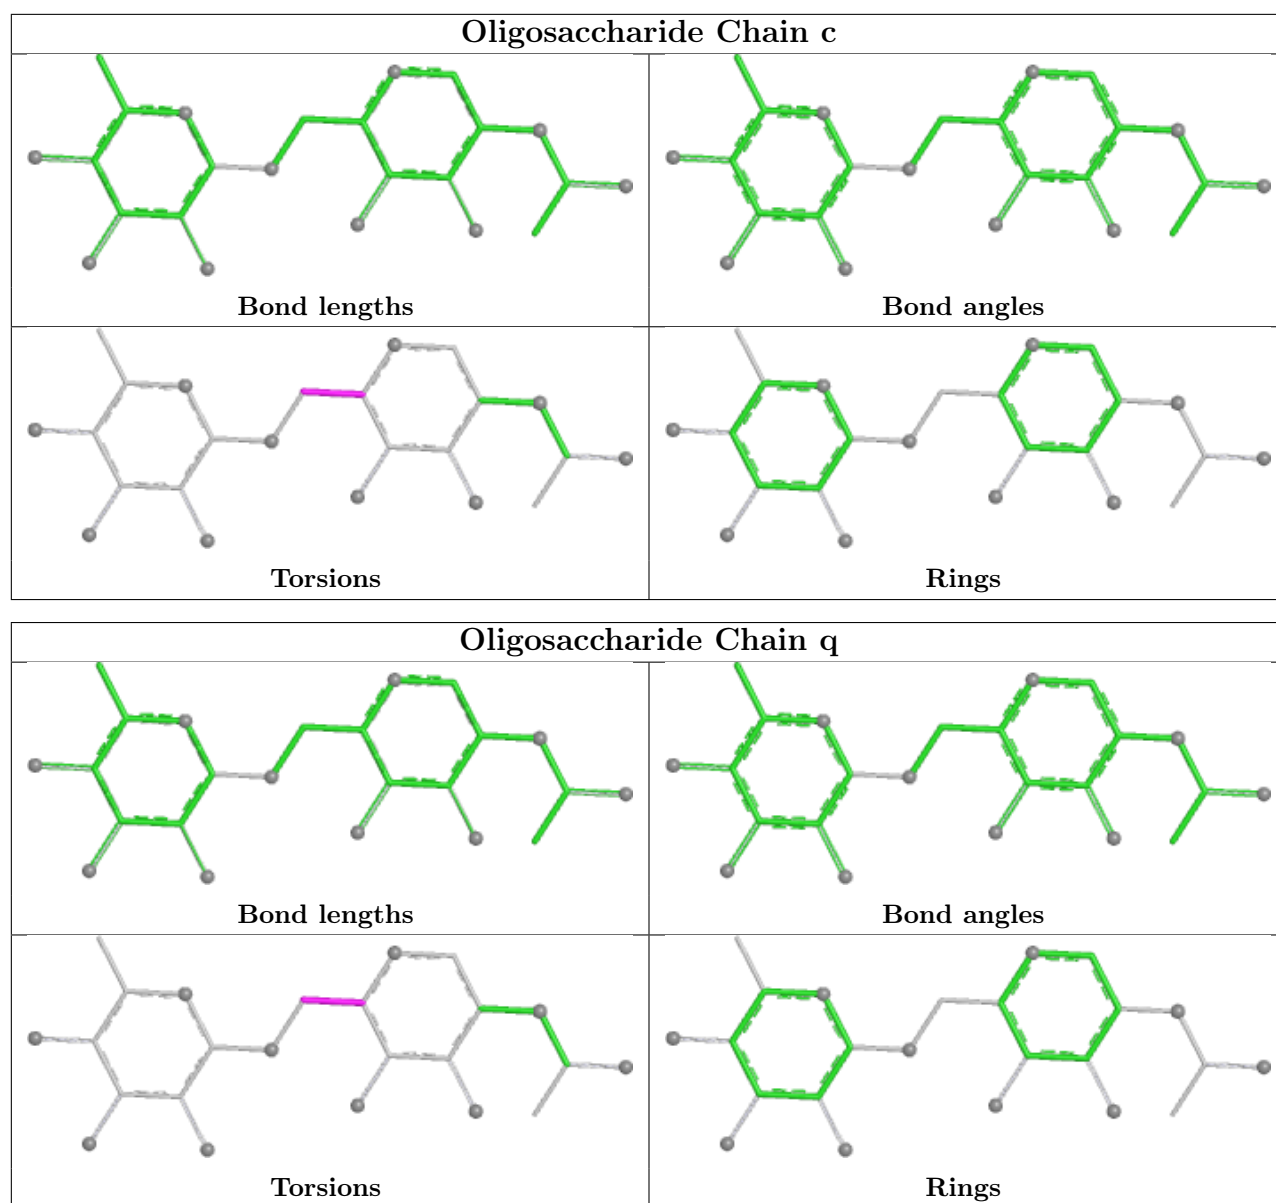 Oligosaccharide Chain c
Bond lengths
Bond angles
Torsions
Rings
Oligosaccharide Chain q
Bond lengths
Bond angles
Torsions
Rings